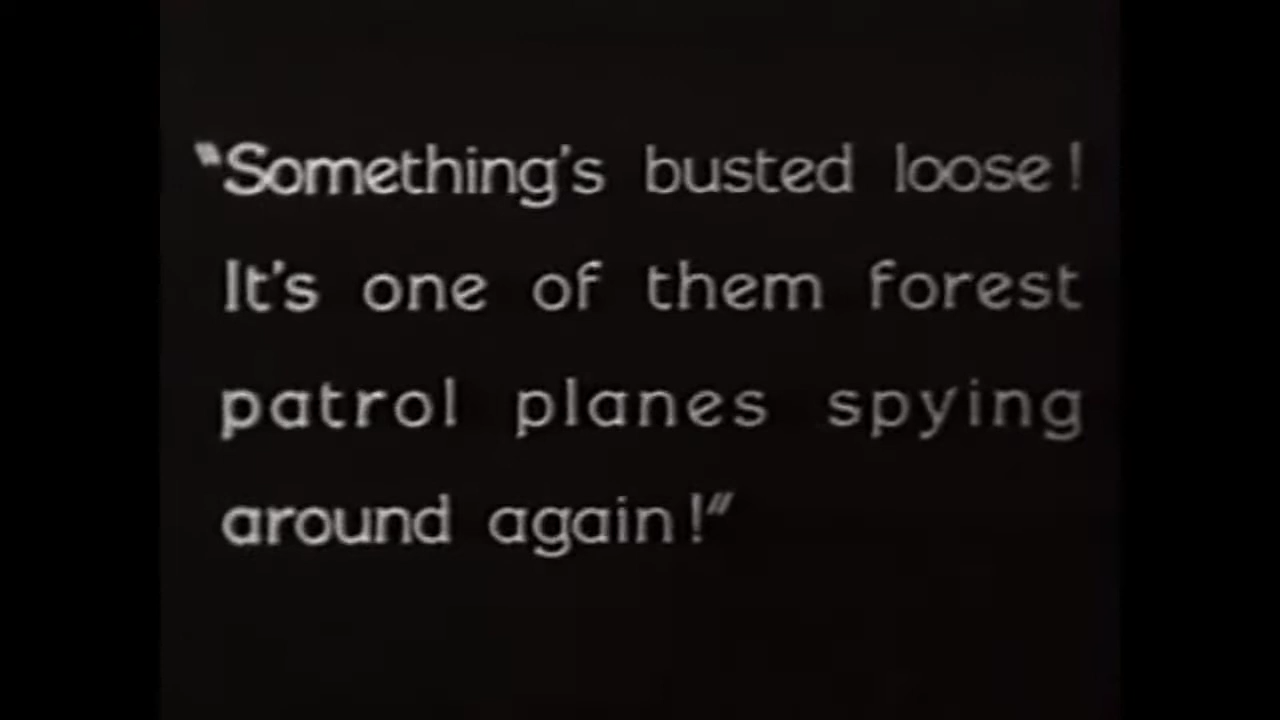 "Something's busted loose!
It's one of them forest
patrol planes spying
around again!"